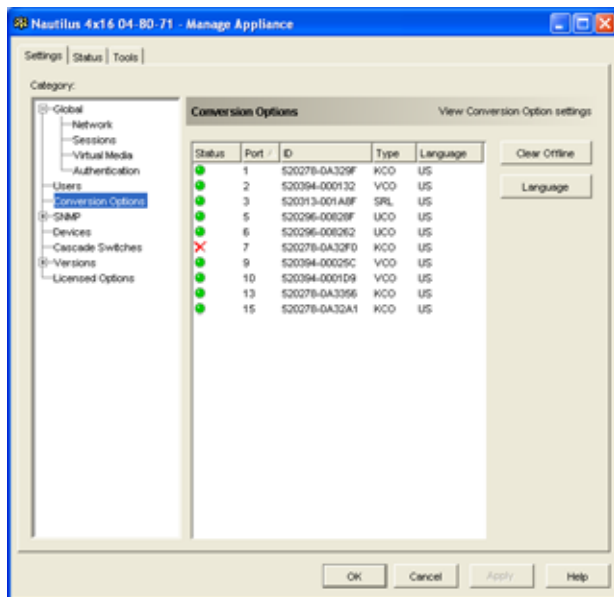 Nautilus 4x16 04-80-71 - Manage Appliance
Settings Status Tools
Category:
Global
Network
Sessions
Virtual Media
Authentication
Users
Conversion Options
SNMP
Devices
Cascade Switches
Versions
Licensed Options
Conversion Options View Conversion Option settings
Status Port / ID Type Language
1 520278-0A329F KCO US
2 520394-000132 VCO US
3 520313-001A8F SRL US
5 520296-00828F UCO US
6 520296-008262 UCO US
7 520278-0A32F0 KCO US
9 520394-00025C VCO US
10 520394-0001D9 VCO US
13 520278-0A3356 KCO US
15 520278-0A32A1 KCO US
Clear Offline
Language
OK Cancel Apply Help